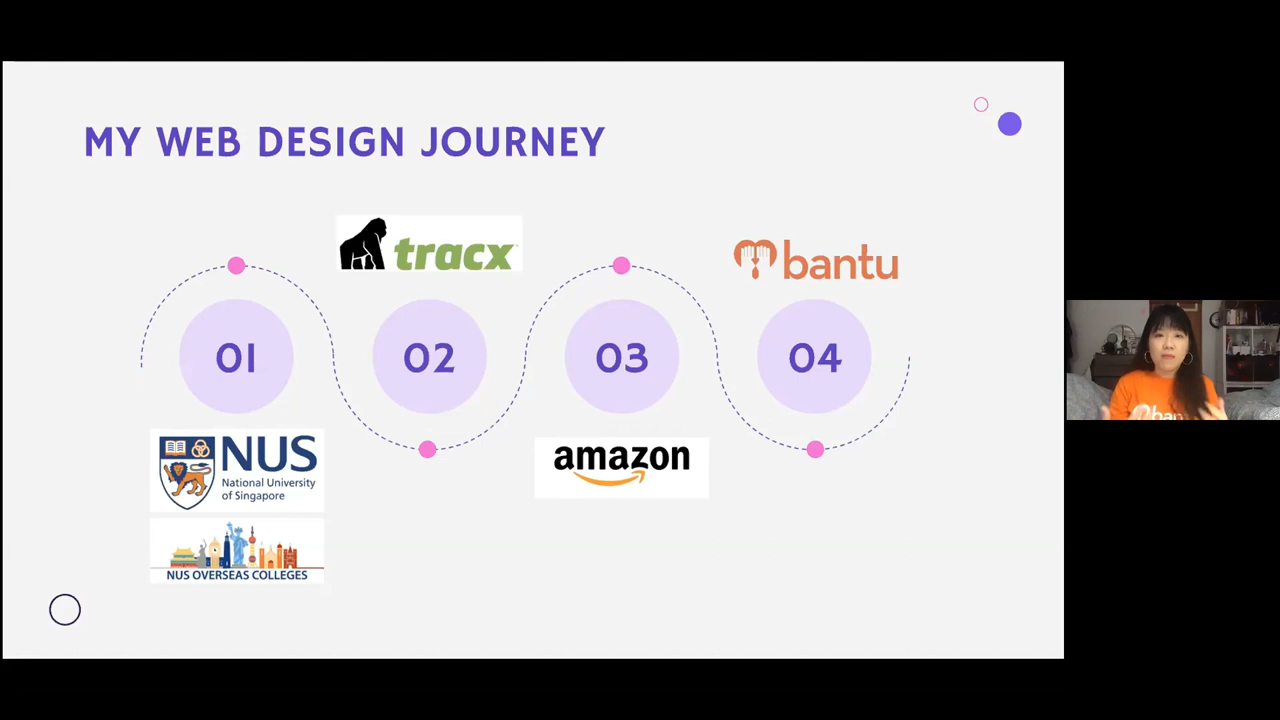 MY WEB DESIGN JOURNEY
tracx
bantu
01
02
03
04
NUS
National University
of Singapore
amazon
NUS OVERSEAS COLLEGES